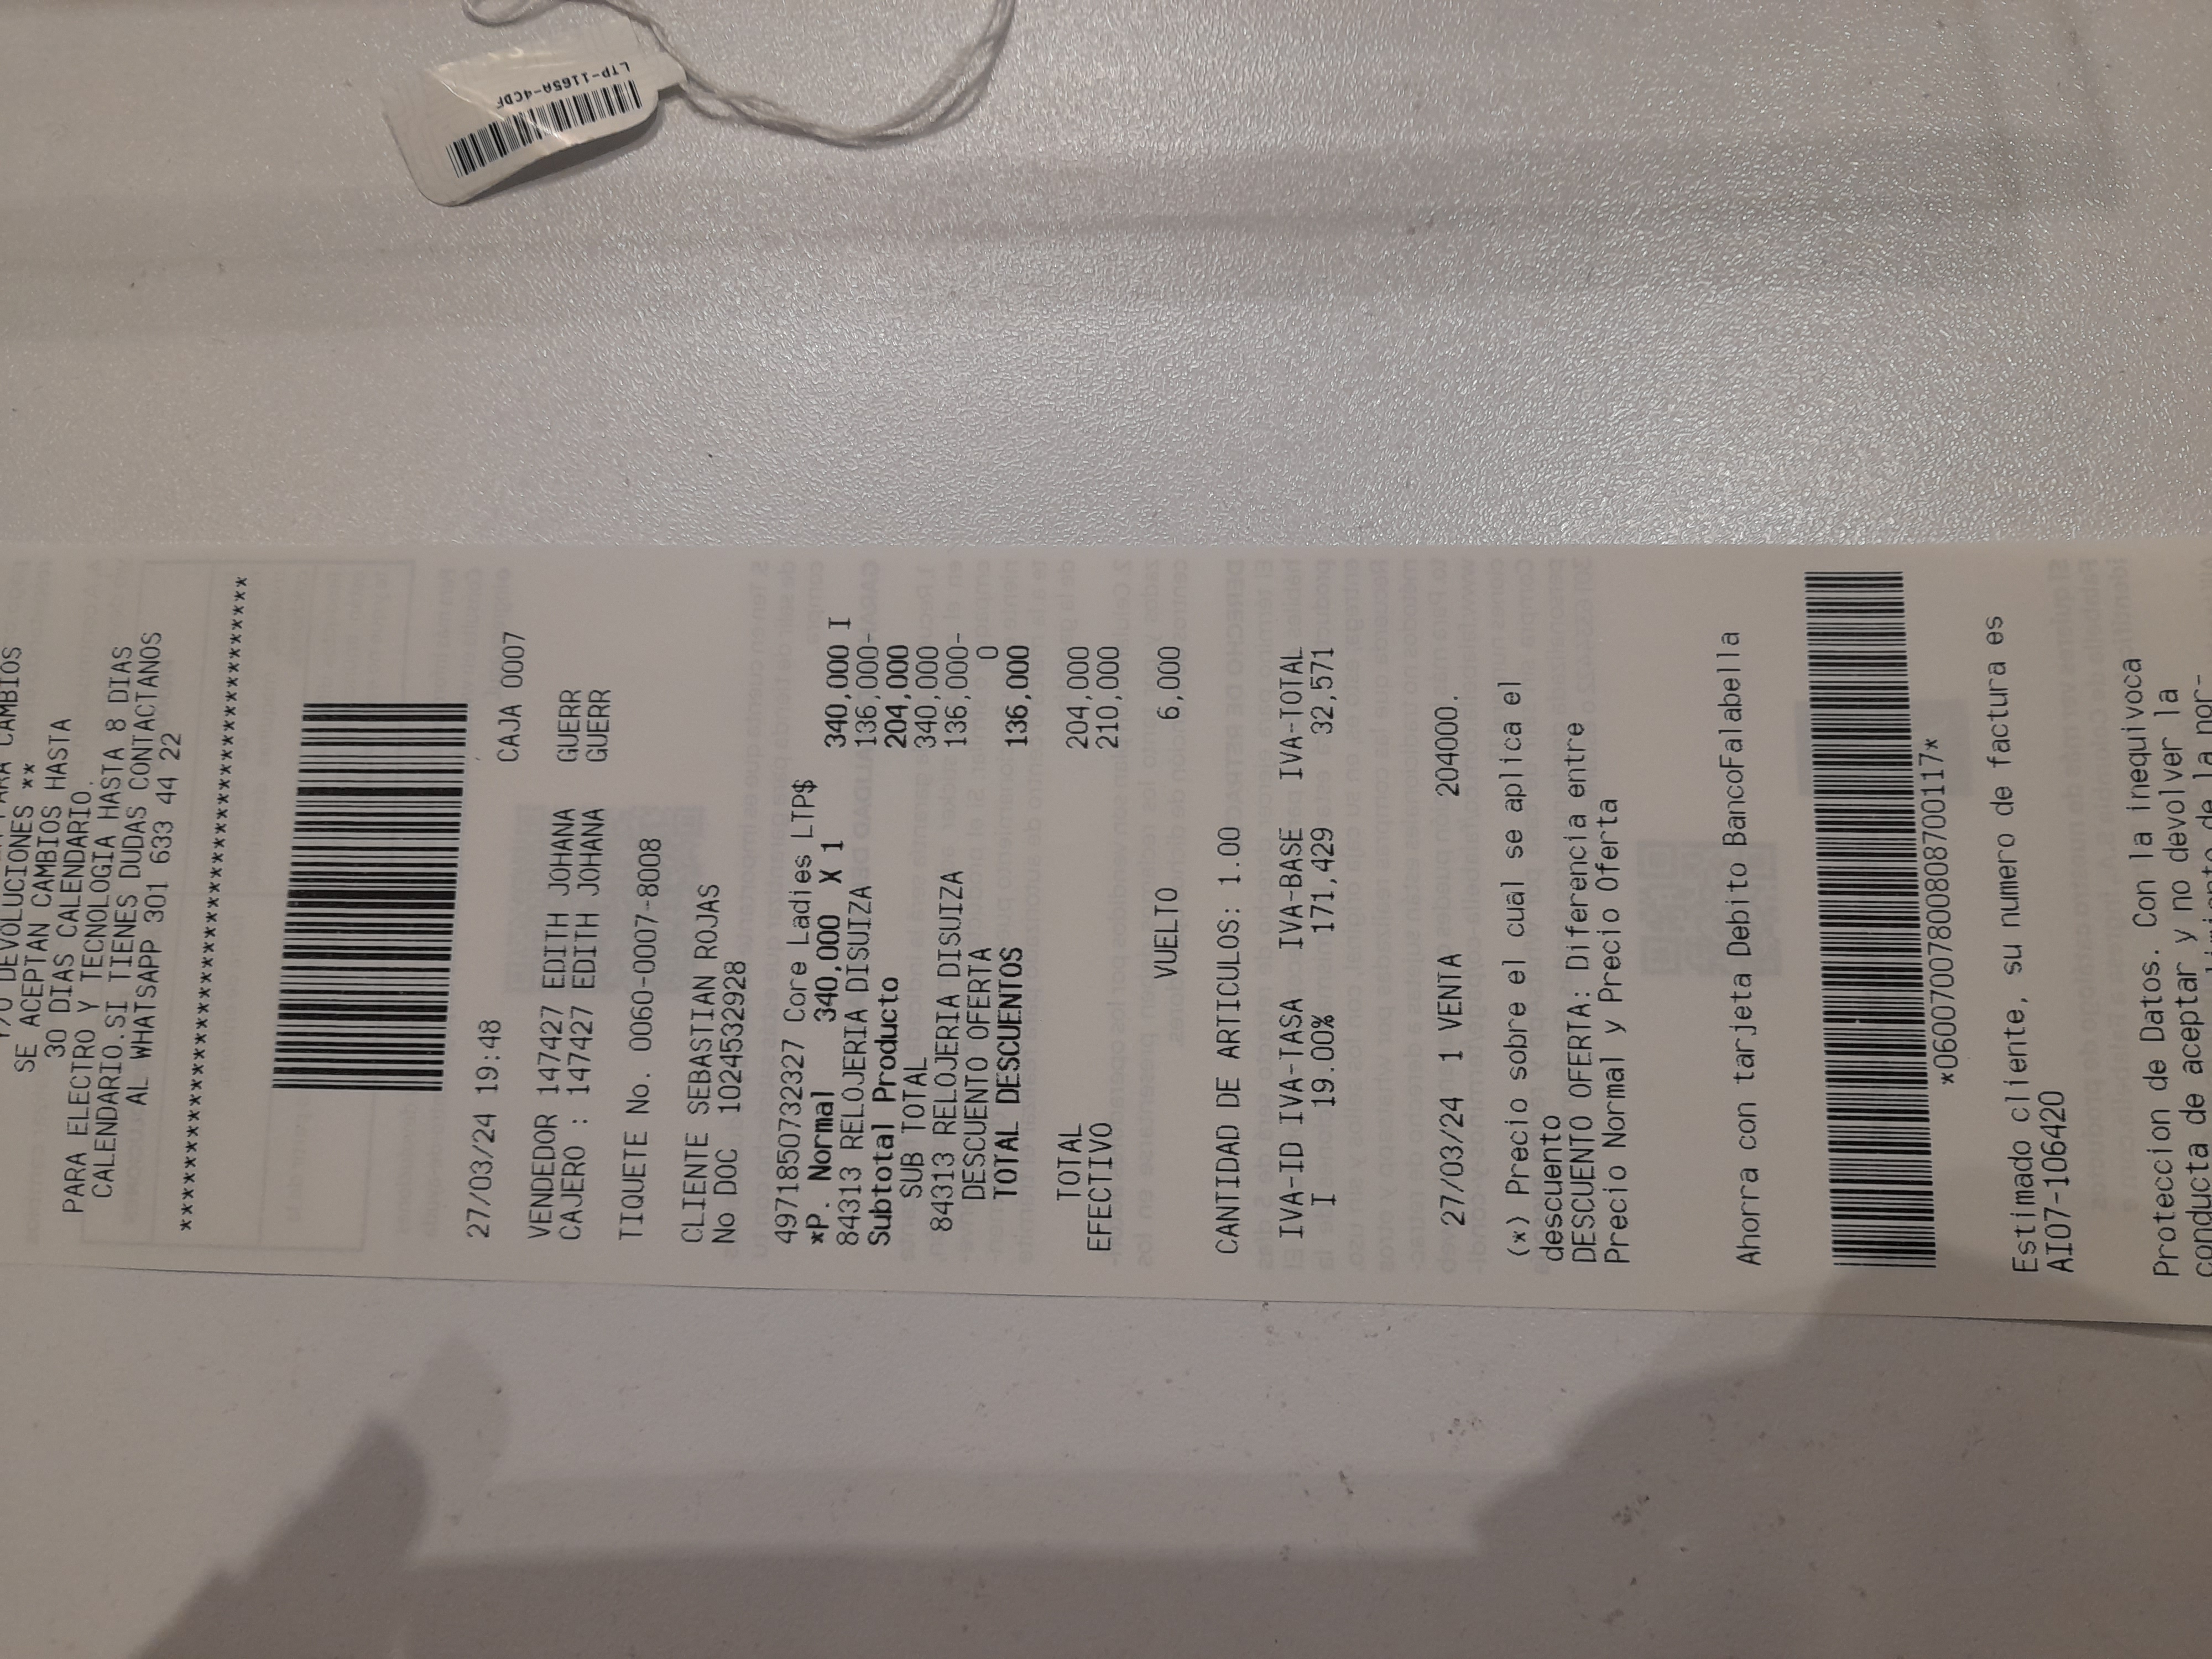 LTP-1165A-4CDF
Y/O DEVOLUCIONES **
SE ACEPTAN CAMBIOS HASTA
30 DIAS CALENDARIO
PARA ELECTRO Y TECNOLOGIA HASTA 8 DIAS
CALENDARIO.SI TIENES DUDAS CONTACTANOS
AL WHATSAPP 301 633 44 22
****************************************
27/03/24 19:48 CAJA 0007
VENDEDOR 147427 EDITH JOHANA GUERR
CAJERO : 147427 EDITH JOHANA GUERR
TIQUETE No. 0060-0007-8008
CLIENTE SEBASTIAN ROJAS
No DOC 1024532928
4971850732327 Core Ladies LTP$
*P. Normal 340,000 X 1 340,000 I
84313 RELOJERIA DISUIZA 136,000-
Subtotal Producto 204,000
SUB TOTAL 340,000
84313 RELOJERIA DISUIZA 136,000-
DESCUENTO OFERTA 0
TOTAL DESCUENTOS 136,000
TOTAL 204,000
EFECTIVO 210,000
VUELTO 6,000
CANTIDAD DE ARTICULOS: 1.00
IVA-ID IVA-TASA IVA-BASE IVA-TOTAL
I 19.00% 171,429 32,571
27/03/24 1 VENTA 204000.
(*) Precio sobre el cual se aplica el
descuento
DESCUENTO OFERTA: Diferencia entre
Precio Normal y Precio Oferta
Ahorra con tarjeta Debito BancoFalabella
*06007007800808700117*
Estimado cliente, su numero de factura es
AI07-1066420
Proteccion de Datos. Con la inequivoca
conducta de aceptar y no devolver la